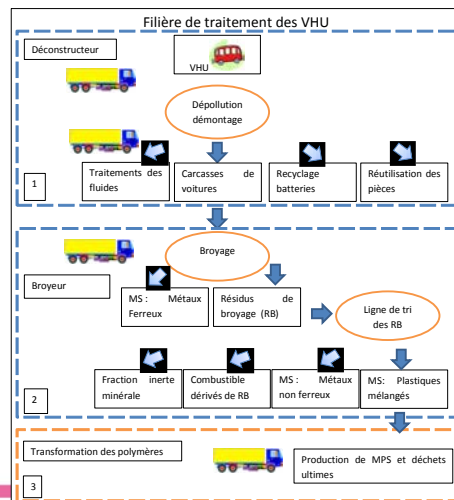 Filière de traitement des VHU
Déconstructeur
VHU
Dépollution
démontage
Traitements des
fluides
Carcasses de
voitures
Recyclage
batteries
Réutilisation des
pièces
1
Broyage
Broyeur
MS : Métaux
Ferreux
Résidus de
broyage (RB)
Ligne de tri
des RB
Fraction inerte
minérale
Combustible
dérivés de RB
MS : Métaux
non ferreux
MS: Plastiques
mélangés
2
Transformation des polymères
Production de MPS et déchets
ultimes
3